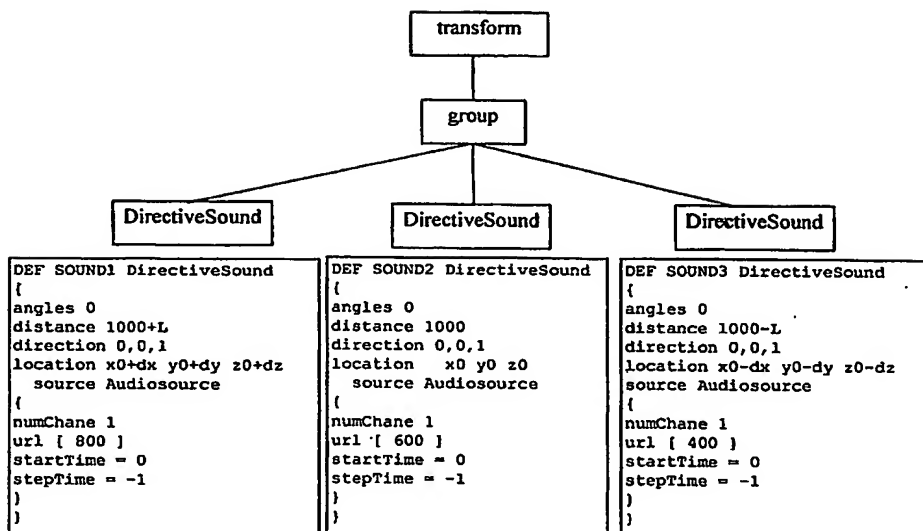 transform
group
DirectiveSound
DirectiveSound
DirectiveSound
DEF SOUND1 DirectiveSound
{
angles 0
distance 1000+L
direction 0,0,1
location x0+dx y0+dy z0+dz
source Audiosource
{
numChane 1
url [ 800 ]
startTime = 0
stepTime = -1
}
}
DEF SOUND2 DirectiveSound
{
angles 0
distance 1000
direction 0,0,1
location x0 y0 z0
source Audiosource
{
numChane 1
url [ 600 ]
startTime = 0
stepTime = -1
}
}
DEF SOUND3 DirectiveSound
{
angles 0
distance 1000-L
direction 0,0,1
location x0-dx y0-dy z0-dz
source Audiosource
{
numChane 1
url [ 400 ]
startTime = 0
stepTime = -1
}
}